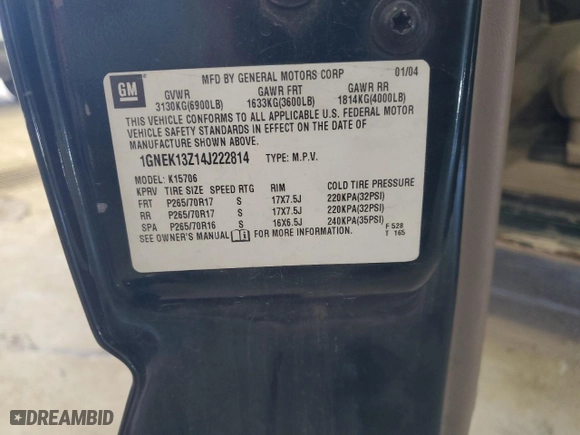 GM
MFD BY GENERAL MOTORS CORP 01/04
GVWR GAWR FRT GAWR RR
3130KG(6900LB) 1633KG(3600LB) 1814KG(4000LB)
THIS VEHICLE CONFORMS TO ALL APPLICABLE U.S. FEDERAL MOTOR
VEHICLE SAFETY STANDARDS IN EFFECT ON THE DATE OF
MANUFACTURE SHOWN ABOVE.
1GNEK13Z14J222814 TYPE: M.P.V.
MODEL: K15706
KPRV TIRE SIZE SPEED RTG RIM COLD TIRE PRESSURE
FRT P265/70R17 S 17X7.5J 220KPA(32PSI)
RR P265/70R17 S 17X7.5J 220KPA(32PSI)
SPA P265/70R16 S 16X6.5J 240KPA(35PSI)
SEE OWNER'S MANUAL FOR MORE INFORMATION F 528
T 165
DREAMBID